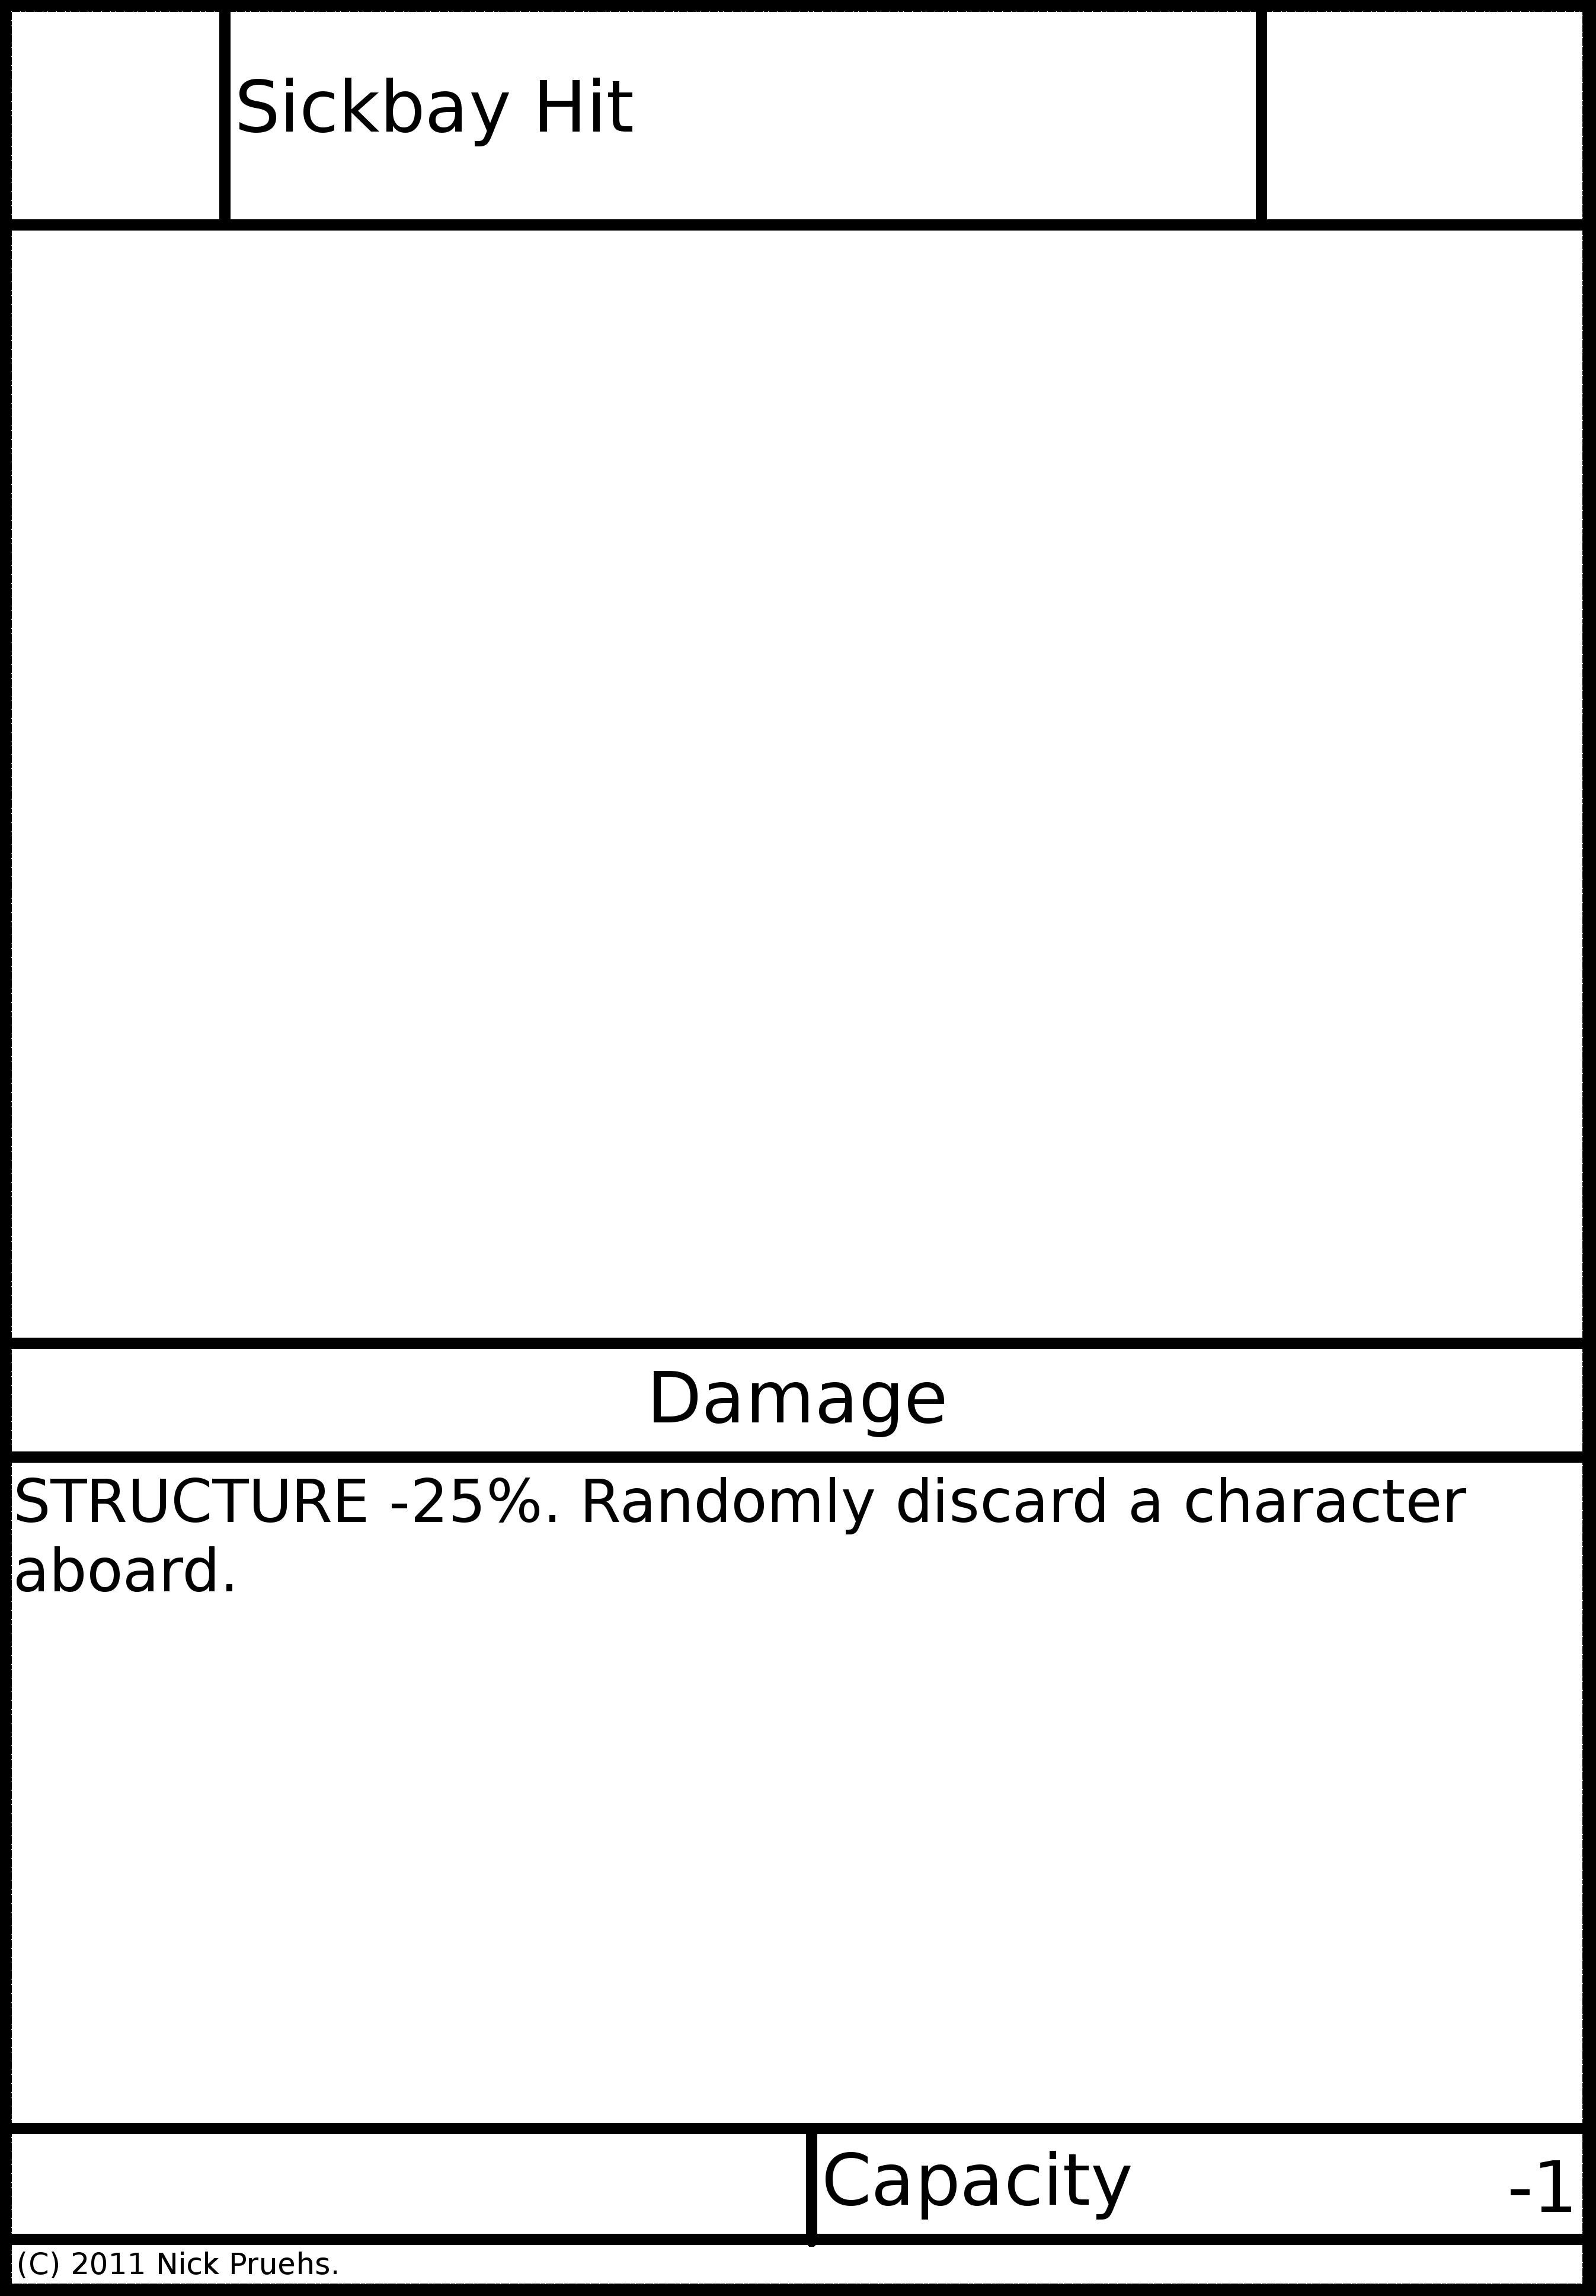 Sickbay Hit
Damage
STRUCTURE -25%. Randomly discard a character
aboard.
Capacity -1
(C) 2011 Nick Pruehs.